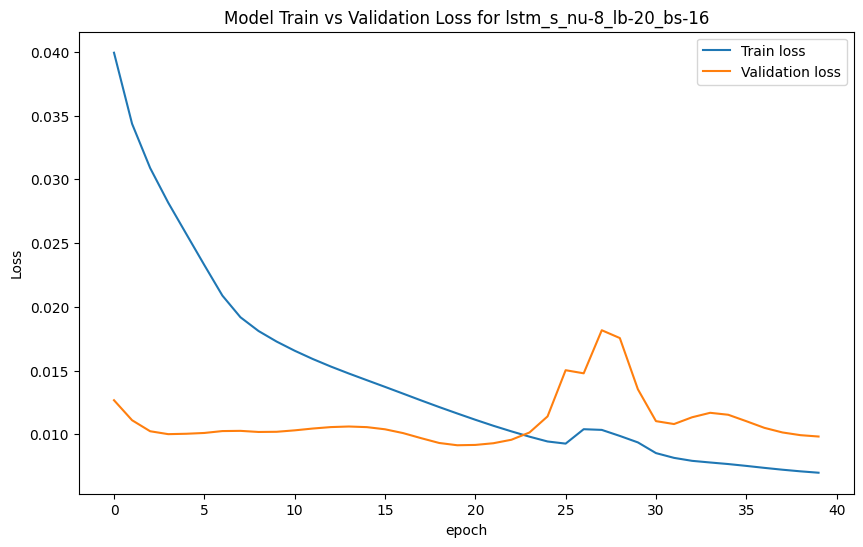 Model Train vs Validation Loss for lstm_s_nu-8_lb-20_bs-16
Train loss
Validation loss
0.040
0.035
0.030
0.025
0.020
0.015
0.010
Loss
0 5 10 15 20 25 30 35 40
epoch